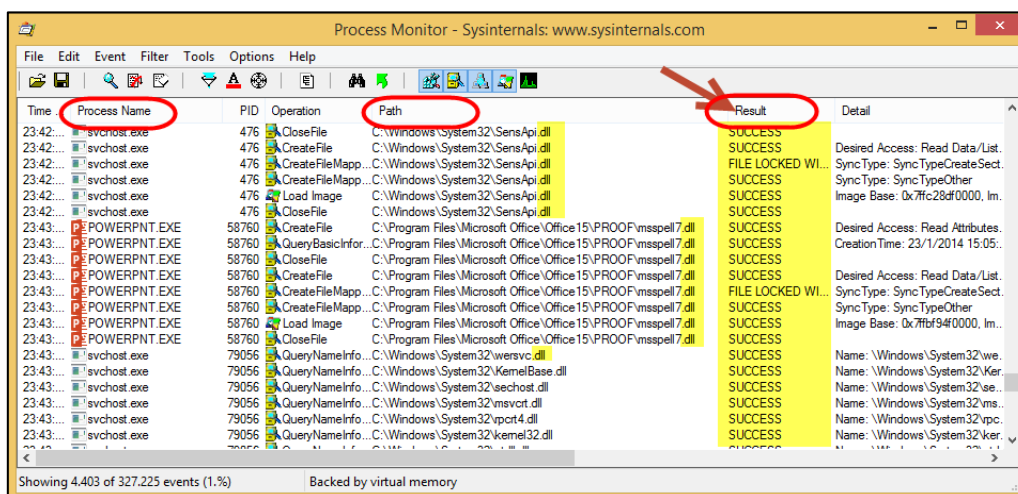 Process Monitor - Sysinternals: www.sysinternals.com
File Edit Event Filter Tools Options Help
Time .. Process Name PID Operation Path Result Detail
23:42:... svchost.exe 476 CloseFile C:\Windows\System32\SensApi.dll SUCCESS
23:42:... svchost.exe 476 CreateFile C:\Windows\System32\SensApi.dll SUCCESS Desired Access: Read Data/List.
23:42:... svchost.exe 476 CreateFileMapp...C:\Windows\System32\SensApi.dll FILE LOCKED WI... SyncType: SyncTypeCreateSect.
23:42:... svchost.exe 476 CreateFileMapp...C:\Windows\System32\SensApi.dll SUCCESS SyncType: SyncTypeOther
23:42:... svchost.exe 476 Load Image C:\Windows\System32\SensApi.dll SUCCESS Image Base: 0x7ffc28df0000, Im.
23:42:... svchost.exe 476 CloseFile C:\Windows\System32\SensApi.dll SUCCESS
23:43:... POWERPNT.EXE 58760 CreateFile C:\Program Files\Microsoft Office\Office15\PROOF\msspell7.dll SUCCESS Desired Access: Read Attributes.
23:43:... POWERPNT.EXE 58760 QueryBasicInfor...C:\Program Files\Microsoft Office\Office15\PROOF\msspell7.dll SUCCESS CreationTime: 23/1/2014 15:05:.
23:43:... POWERPNT.EXE 58760 CloseFile C:\Program Files\Microsoft Office\Office15\PROOF\msspell7.dll SUCCESS
23:43:... POWERPNT.EXE 58760 CreateFile C:\Program Files\Microsoft Office\Office15\PROOF\msspell7.dll SUCCESS Desired Access: Read Data/List.
23:43:... POWERPNT.EXE 58760 CreateFileMapp...C:\Program Files\Microsoft Office\Office15\PROOF\msspell7.dll FILE LOCKED WI... SyncType: SyncTypeCreateSect.
23:43:... POWERPNT.EXE 58760 CreateFileMapp...C:\Program Files\Microsoft Office\Office15\PROOF\msspell7.dll SUCCESS SyncType: SyncTypeOther
23:43:... POWERPNT.EXE 58760 Load Image C:\Program Files\Microsoft Office\Office15\PROOF\msspell7.dll SUCCESS Image Base: 0x7ffbf94f0000, Im..
23:43:... POWERPNT.EXE 58760 CloseFile C:\Program Files\Microsoft Office\Office15\PROOF\msspell7.dll SUCCESS
23:43:... svchost.exe 79056 QueryNameInfo...C:\Windows\System32\wersvc.dll SUCCESS Name: \Windows\System32\we.
23:43:... svchost.exe 79056 QueryNameInfo...C:\Windows\System32\KernelBase.dll SUCCESS Name: \Windows\System32\Ker.
23:43:... svchost.exe 79056 QueryNameInfo...C:\Windows\System32\sechost.dll SUCCESS Name: \Windows\System32\se...
23:43:... svchost.exe 79056 QueryNameInfo...C:\Windows\System32\msvcrt.dll SUCCESS Name: \Windows\System32\ms..
23:43:... svchost.exe 79056 QueryNameInfo...C:\Windows\System32\rpcrt4.dll SUCCESS Name: \Windows\System32\rpc.
23:43:... svchost.exe 79056 QueryNameInfo...C:\Windows\System32\kernel32.dll SUCCESS Name: \Windows\System32\ker.
Showing 4.403 of 327.225 events (1.%) Backed by virtual memory